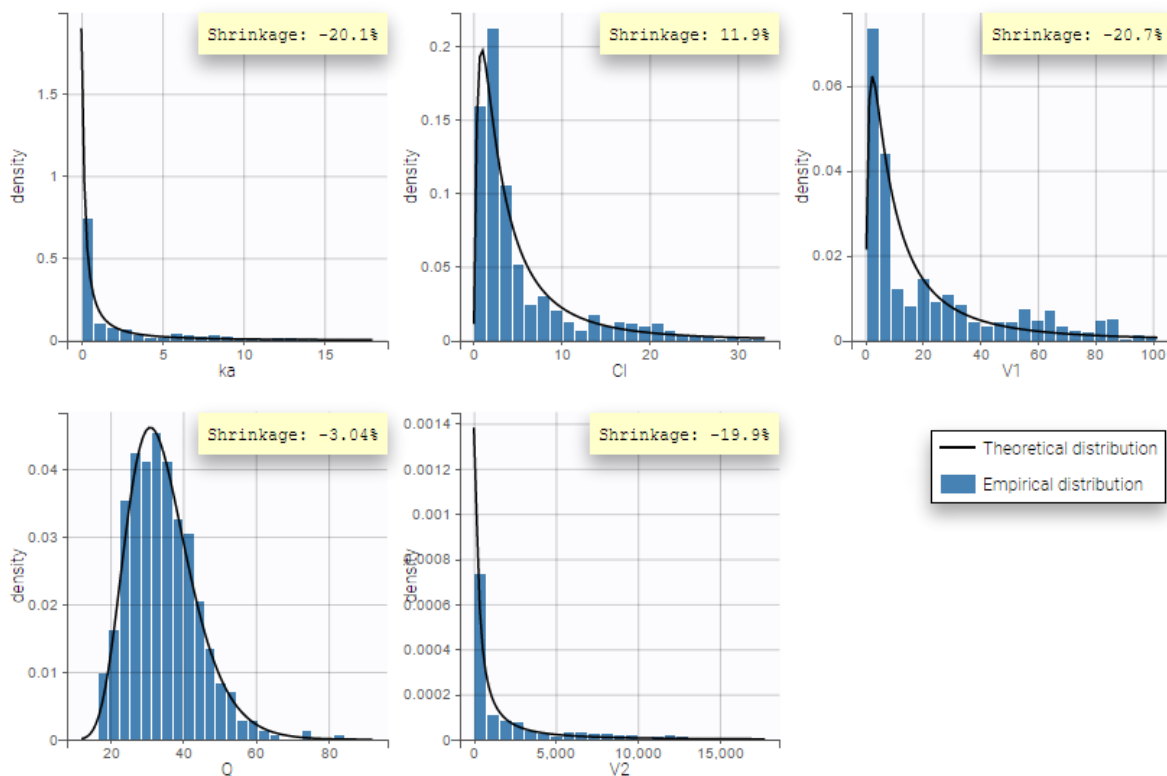 Shrinkage: -20.1%
density
1.5
1
0.5
0
0 5 10 15
ka
Shrinkage: 11.9%
density
0.2
0.15
0.1
0.05
0
0 10 20 30
Cl
Shrinkage: -20.7%
density
0.06
0.04
0.02
0
0 20 40 60 80 100
V1
Shrinkage: -3.04%
density
0.04
0.03
0.02
0.01
0
20 40 60 80
Q
Shrinkage: -19.9%
density
0.0014
0.0012
0.001
0.0008
0.0006
0.0004
0.0002
0
0 5,000 10,000 15,000
V2
Theoretical distribution
Empirical distribution